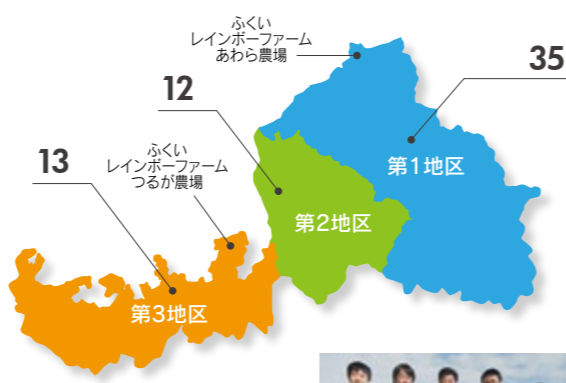 ふくい
レインボーファーム
あわら農場
35
12
ふくい
レインボーファーム
つるが農場
13
第1地区
第2地区
第3地区